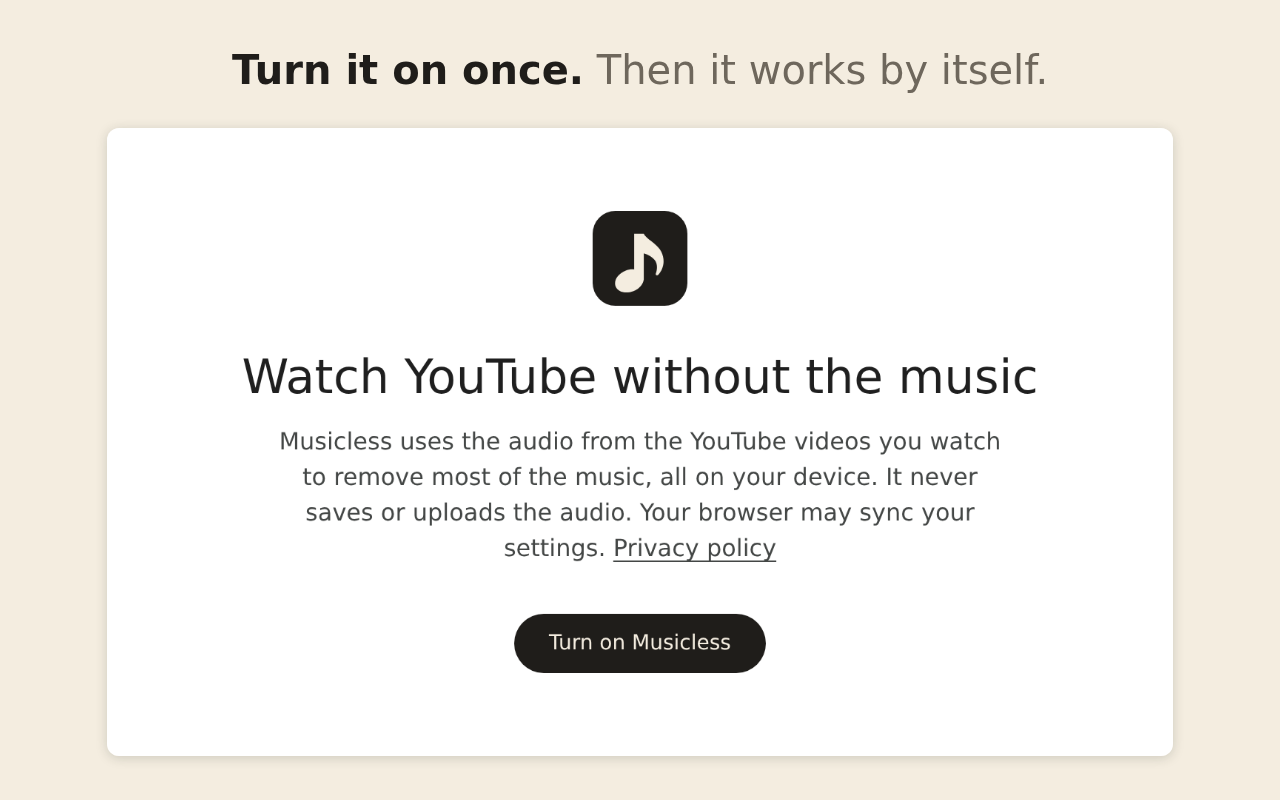 Turn it on once. Then it works by itself.
Watch YouTube without the music
Musicless uses the audio from the YouTube videos you watch
to remove most of the music, all on your device. It never
saves or uploads the audio. Your browser may sync your
settings. Privacy policy
Turn on Musicless